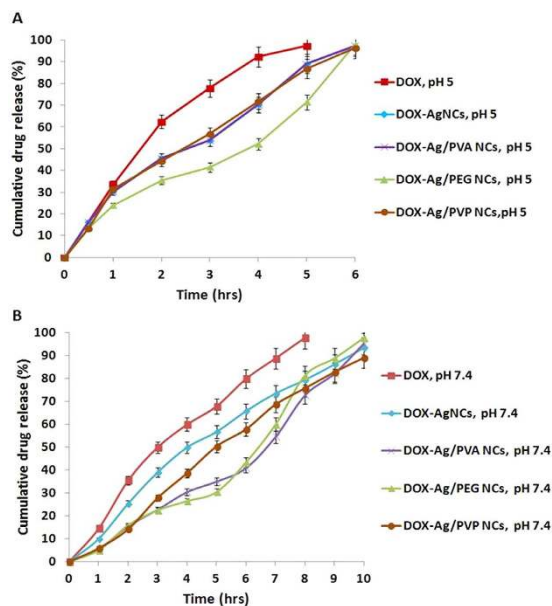 A
100
90
80
70
60
50
40
30
20
10
0
Cumulative drug release (%)
0 1 2 3 4 5 6
Time (hrs)
DOX, pH 5
DOX-AgNCs, pH 5
DOX-Ag/PVA NCs, pH 5
DOX-Ag/PEG NCs, pH 5
DOX-Ag/PVP NCs,pH 5
B
100
90
80
70
60
50
40
30
20
10
0
Cumulative drug release (%)
0 1 2 3 4 5 6 7 8 9 10
Time (hrs)
DOX, pH 7.4
DOX-AgNCs, pH 7.4
DOX-Ag/PVA NCs, pH 7.4
DOX-Ag/PEG NCs, pH 7.4
DOX-Ag/PVP NCs, pH 7.4